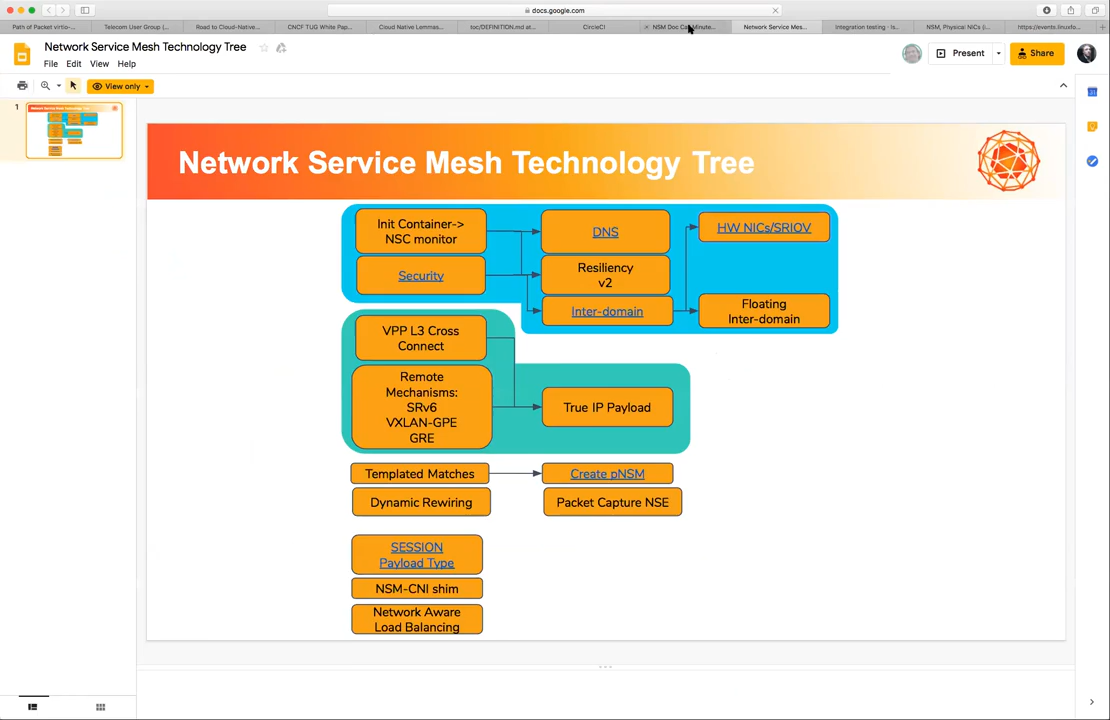 docs.google.com
Path of Packet virtio-...
Telecom User Group (...
Road to Cloud-Native...
CNCF TUG White Pap...
Cloud Native Lemmas...
toc/DEFINITION.md at...
CircleCI
NSM Doc Ca Minute...
Network Service Mes...
Integration testing - Is...
NSM, Physical NICs (i...
https://events.linuxfo...
Network Service Mesh Technology Tree
File Edit View Help
Present
Share
View only
1
Network Service Mesh Technology Tree
Init Container->
NSC monitor
DNS
HW NICs/SRIOV
Security
Resiliency
v2
Inter-domain
Floating
Inter-domain
VPP L3 Cross
Connect
Remote
Mechanisms:
SRv6
VXLAN-GPE
GRE
True IP Payload
Templated Matches
Create pNSM
Dynamic Rewiring
Packet Capture NSE
SESSION
Payload Type
NSM-CNI shim
Network Aware
Load Balancing